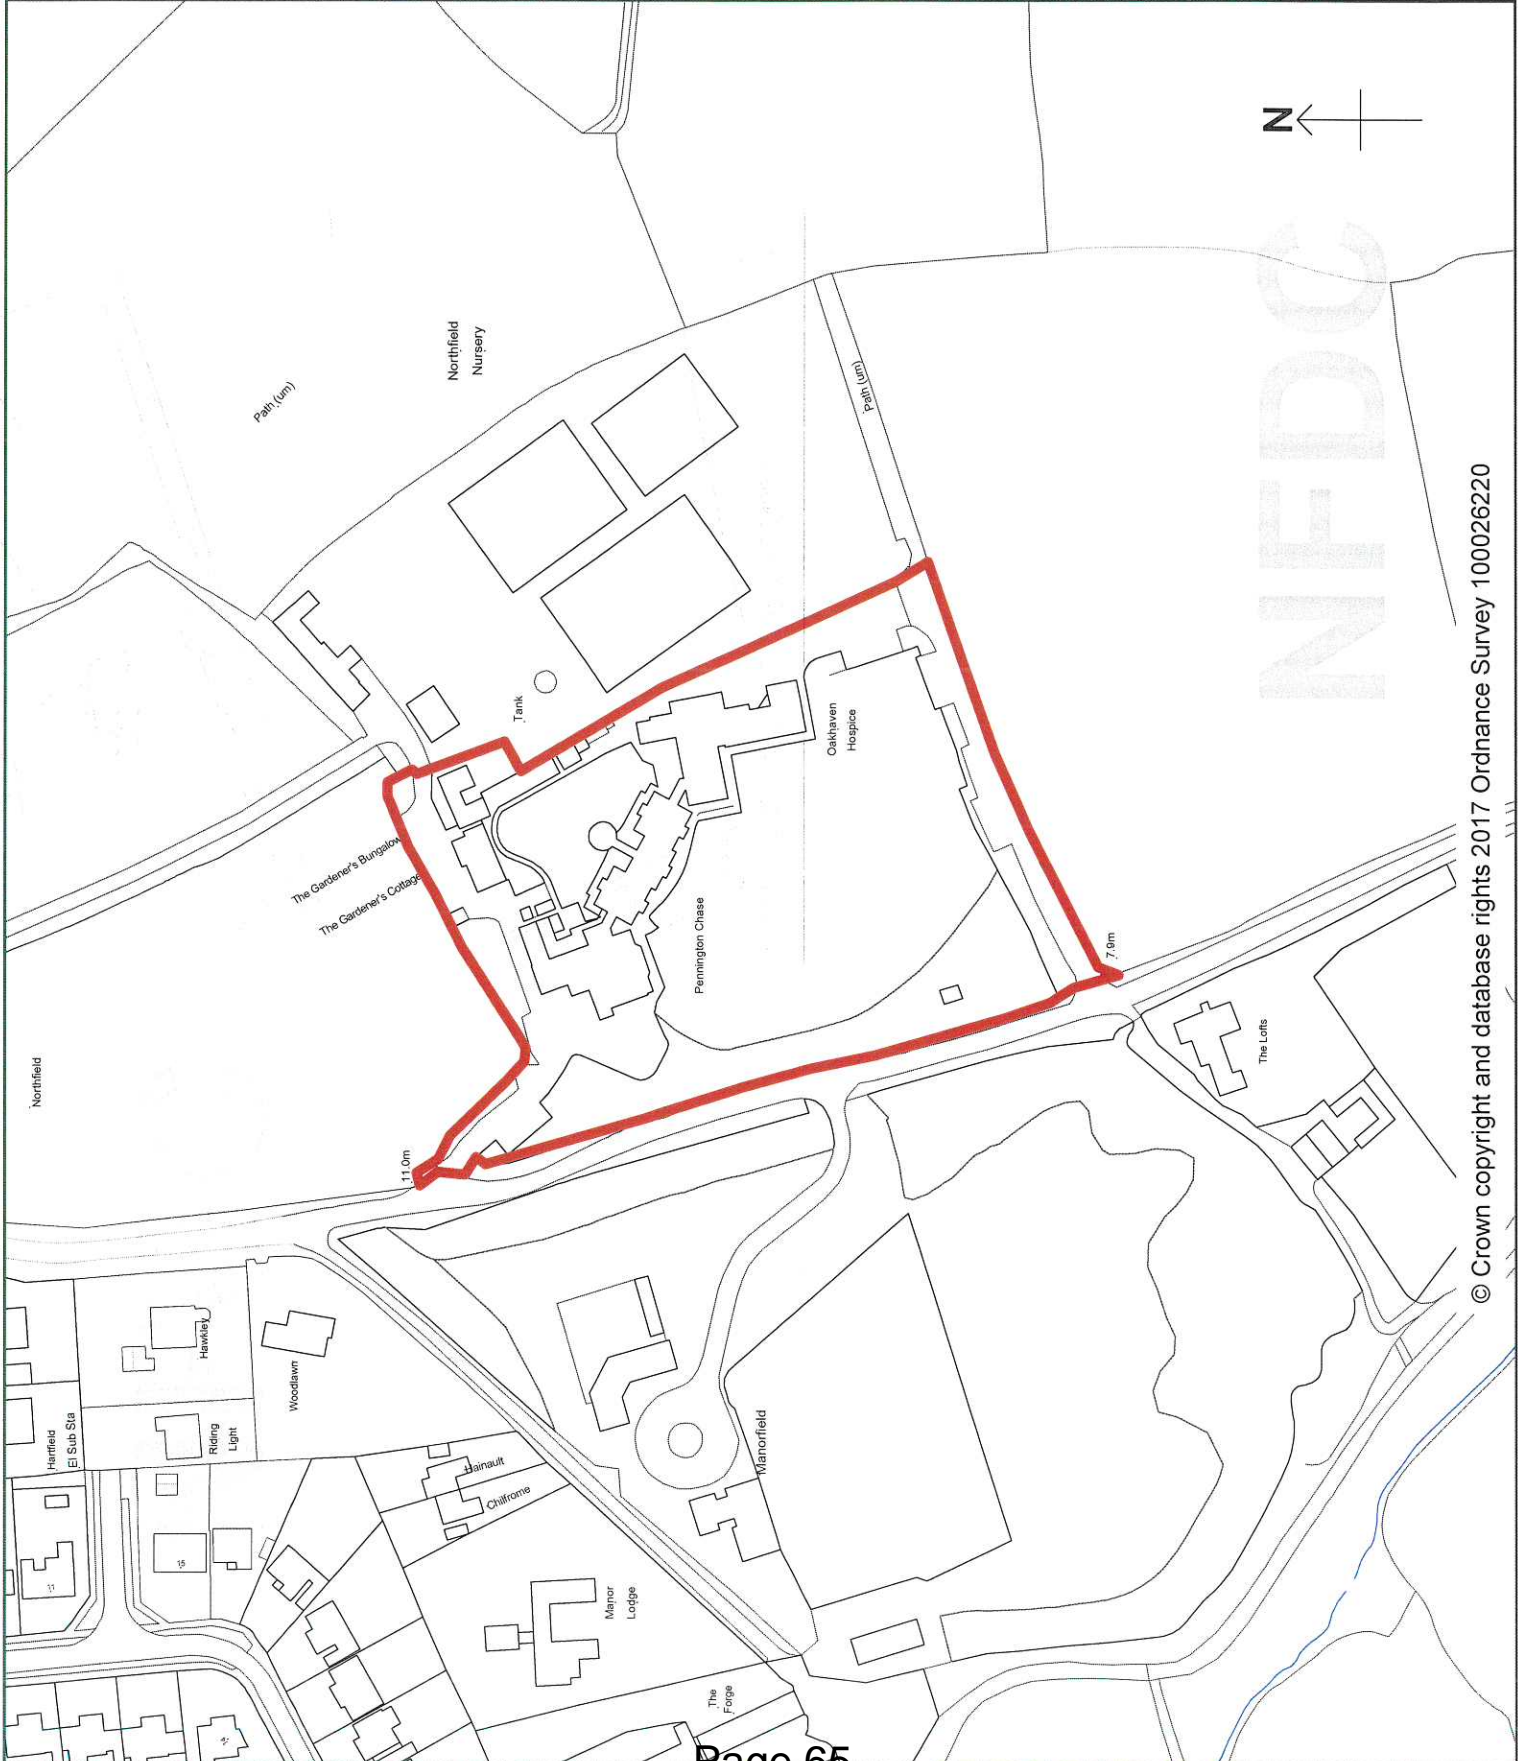 Path (um)
Northfield
Nursery
N
Path (um)
NFDC
Tank
Oakhaven
Hospice
The Gardener's Bungalow
The Gardener's Cottage
Pennington Chase
7.9m
Northfield
The Lofts
11.0m
Hawkley
Woodlawn
Hartfield
El Sub Sta
Riding
Light
Hainault
Chilfrome
Manorfield
15
11
Manor
Lodge
The
Forge
© Crown copyright and database rights 2017 Ordnance Survey 100026220
Page 65